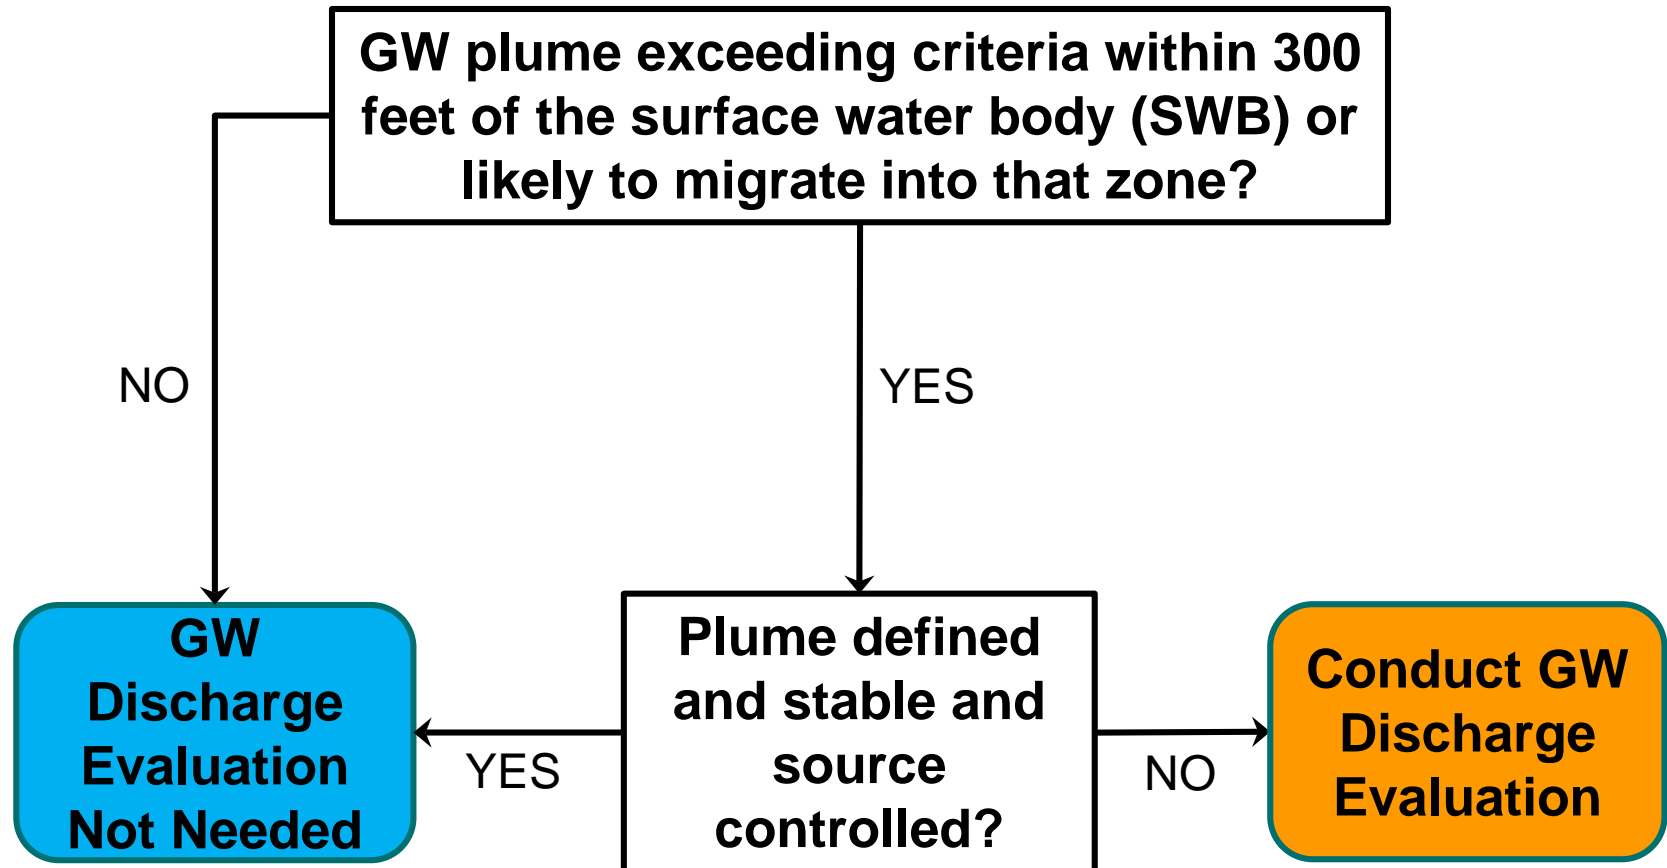 GW plume exceeding criteria within 300
feet of the surface water body (SWB) or
likely to migrate into that zone?
NO
YES
GW
Discharge
Evaluation
Not Needed
YES
Plume defined
and stable and
source
controlled?
NO
Conduct GW
Discharge
Evaluation